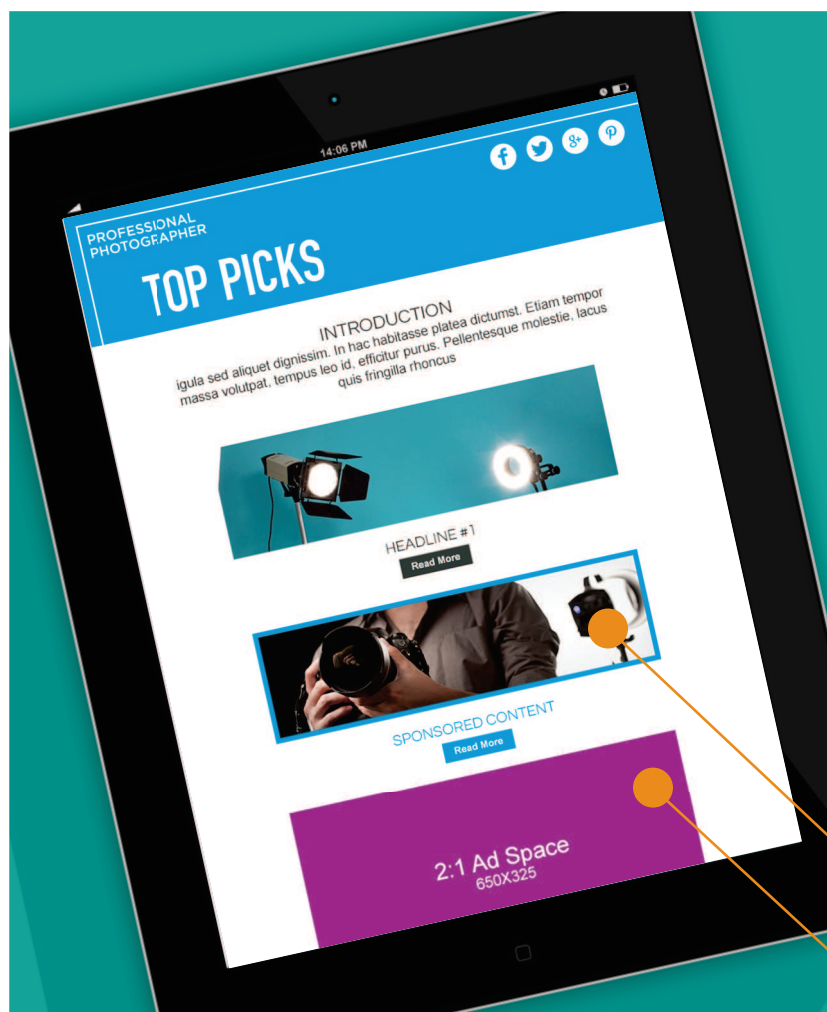 14:06 PM
PROFESSIONAL
PHOTOGRAPHER
TOP PICKS
INTRODUCTION
igula sed aliquet dignissim. In hac habitasse platea dictumst. Etiam tempor
massa volutpat, tempus leo id, efficitur purus. Pellentesque molestie, lacus
quis fringilla rhoncus
HEADLINE #1
Read More
SPONSORED CONTENT
Read More
2:1 Ad Space
650X325